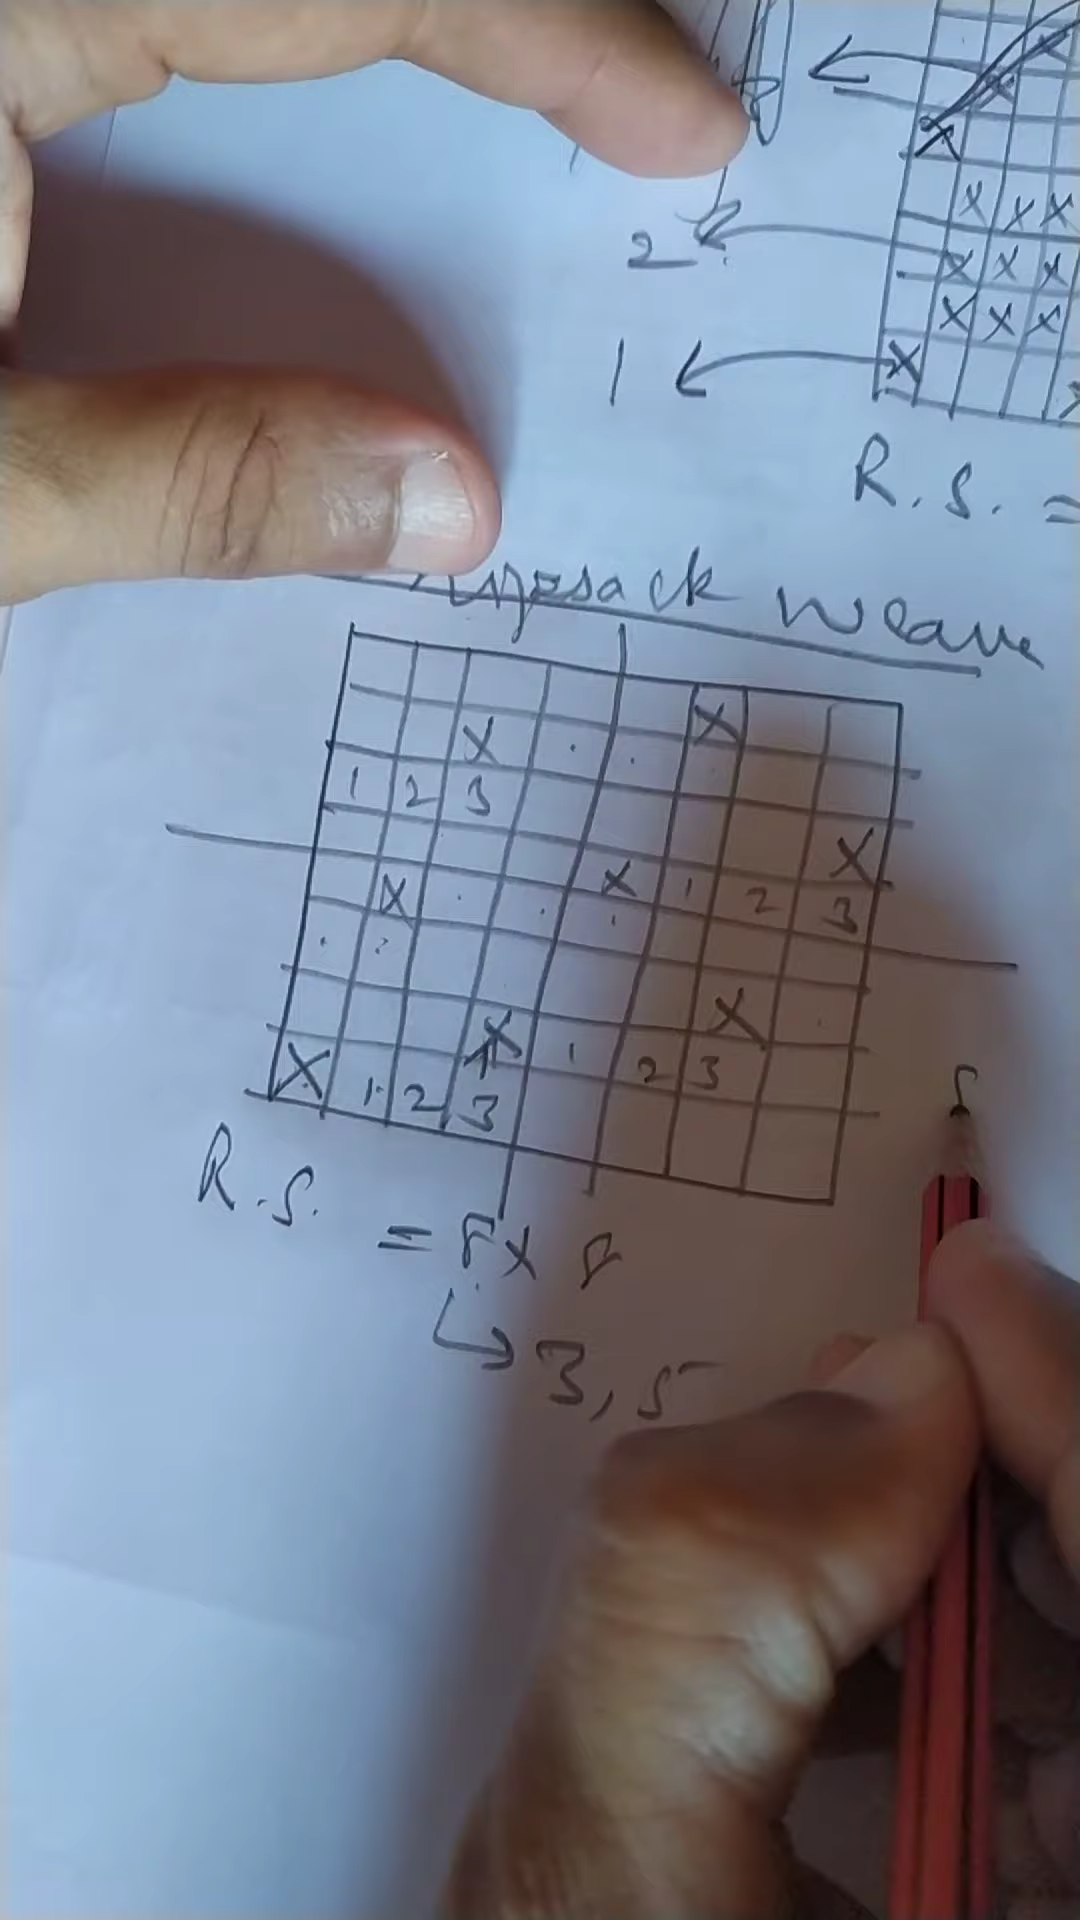 2
1
X
X X X
X X X
X X X
X
R. S. =
Weave
X
X
1 2 3
X
X X 1 2 3
X X
X 1 2 3
1 2 3
R.S. = 8 x 8
3, 5